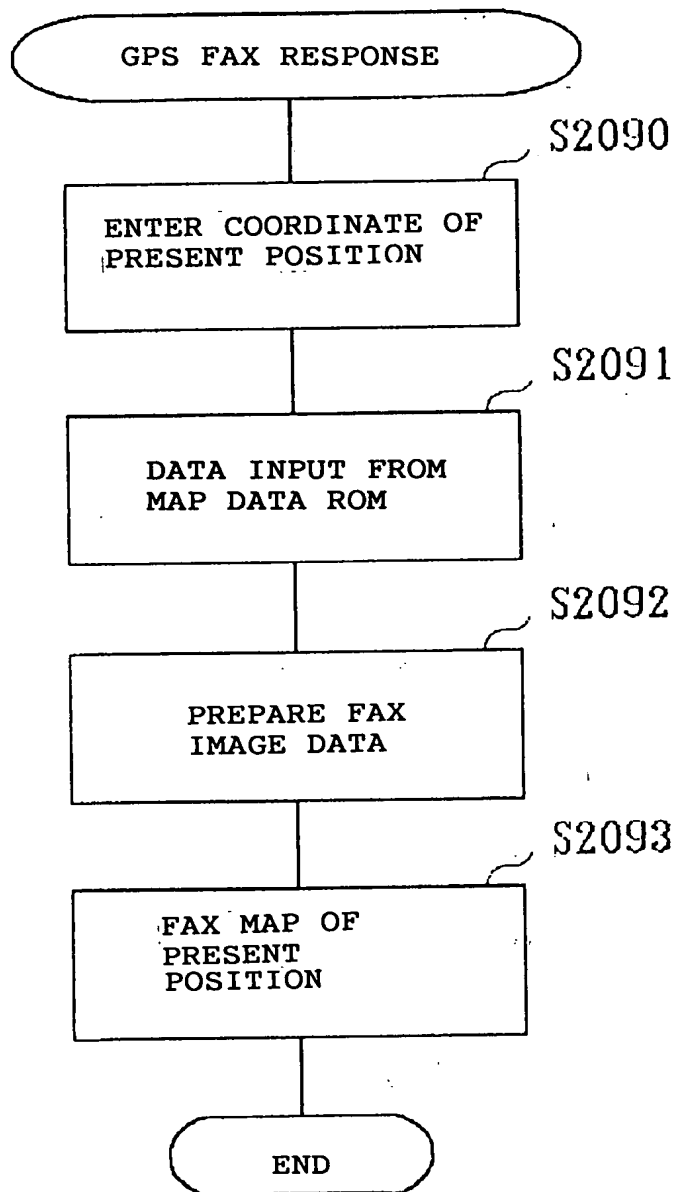 GPS FAX RESPONSE
S2090
ENTER COORDINATE OF
PRESENT POSITION
S2091
DATA INPUT FROM
MAP DATA ROM
S2092
PREPARE FAX
IMAGE DATA
S2093
FAX MAP OF
PRESENT
POSITION
END